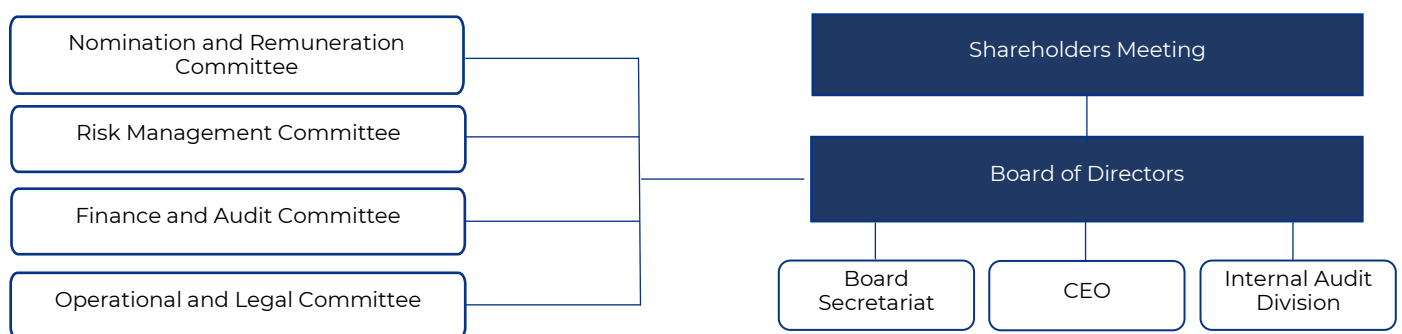 Nomination and Remuneration
Committee
Risk Management Committee
Finance and Audit Committee
Operational and Legal Committee
Shareholders Meeting
Board of Directors
Board
Secretariat
CEO
Internal Audit
Division